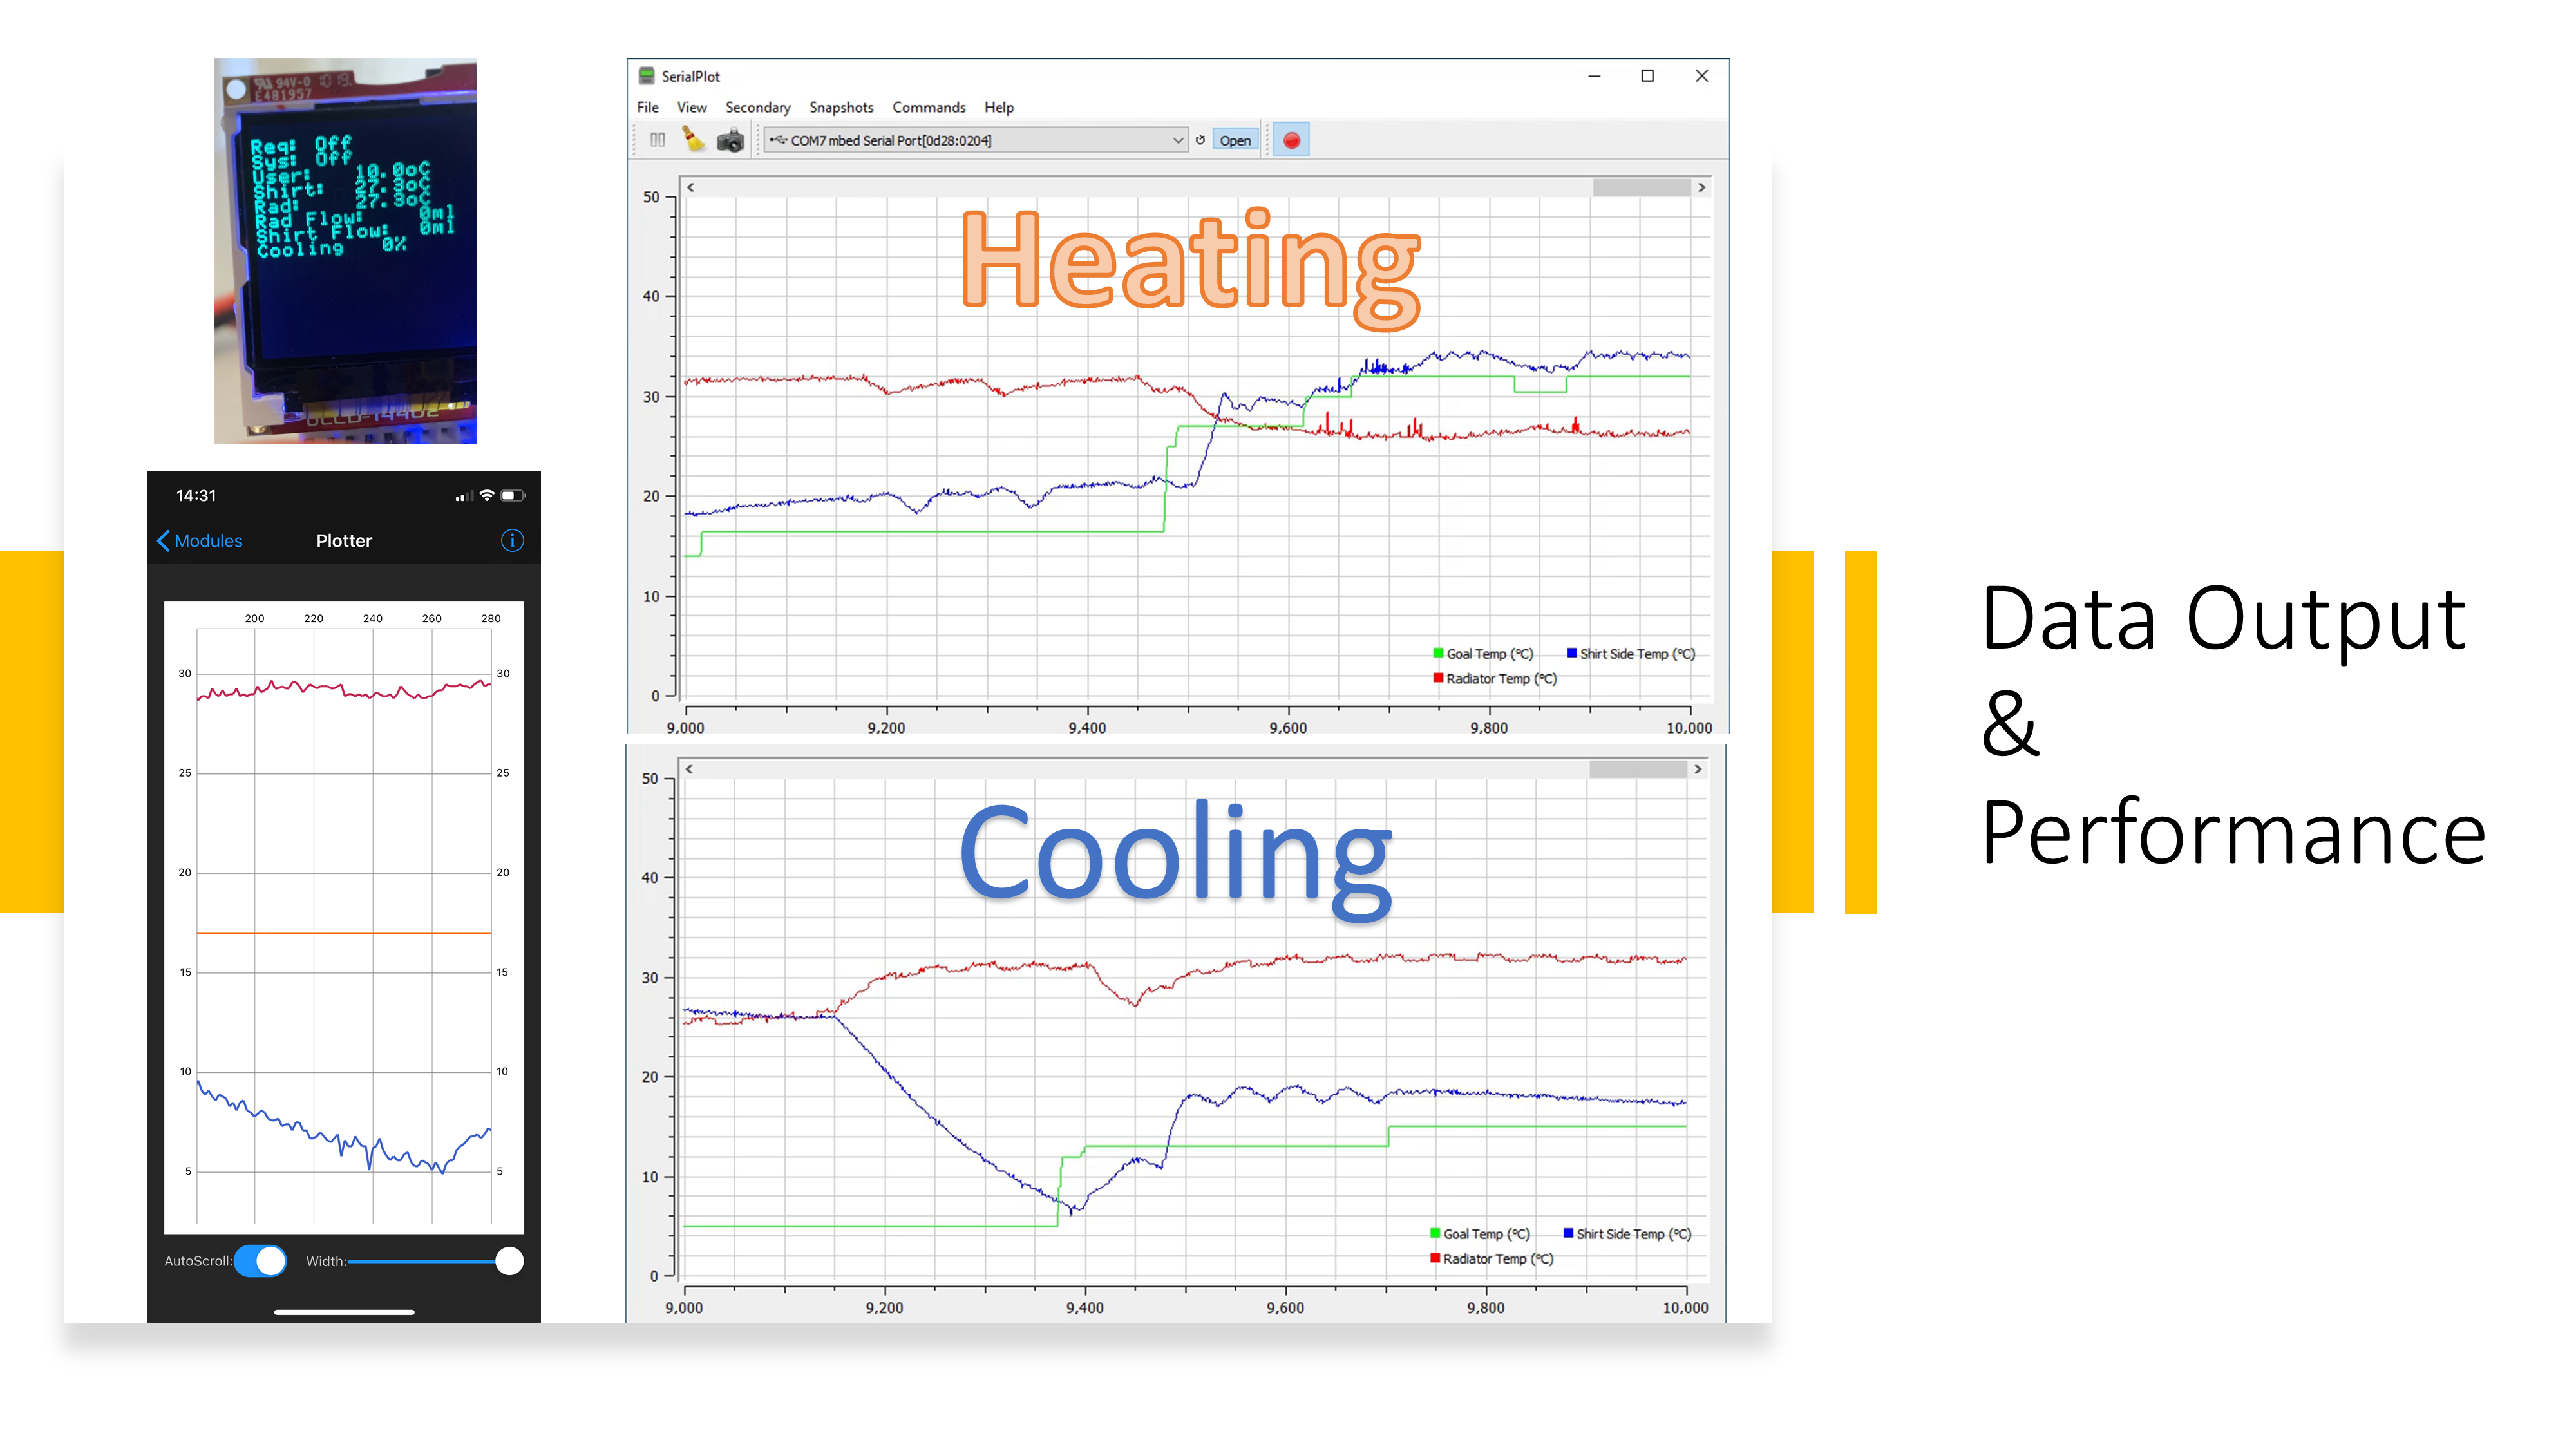 94V-0
E481957
Req: Off
Sys: Off
User: 10.0oC
Shirt: 27.3oC
Rad: 27.3oC
Rad Flow: 0ml
Shirt Flow: 0ml
Cooling 0%
14:31
Modules
Plotter
200 220 240 260 280
30 30
25 25
20 20
15 15
10 10
5 5
AutoScroll:
Width:
SerialPlot
File View Secondary Snapshots Commands Help
COM7 mbed Serial Port[0d28:0204]
Open
Heating
50
40
30
20
10
0
Goal Temp (°C) Shirt Side Temp (°C)
Radiator Temp (°C)
9,000 9,200 9,400 9,600 9,800 10,000
Cooling
50
40
30
20
10
0
Goal Temp (°C) Shirt Side Temp (°C)
Radiator Temp (°C)
9,000 9,200 9,400 9,600 9,800 10,000
Data Output
&
Performance